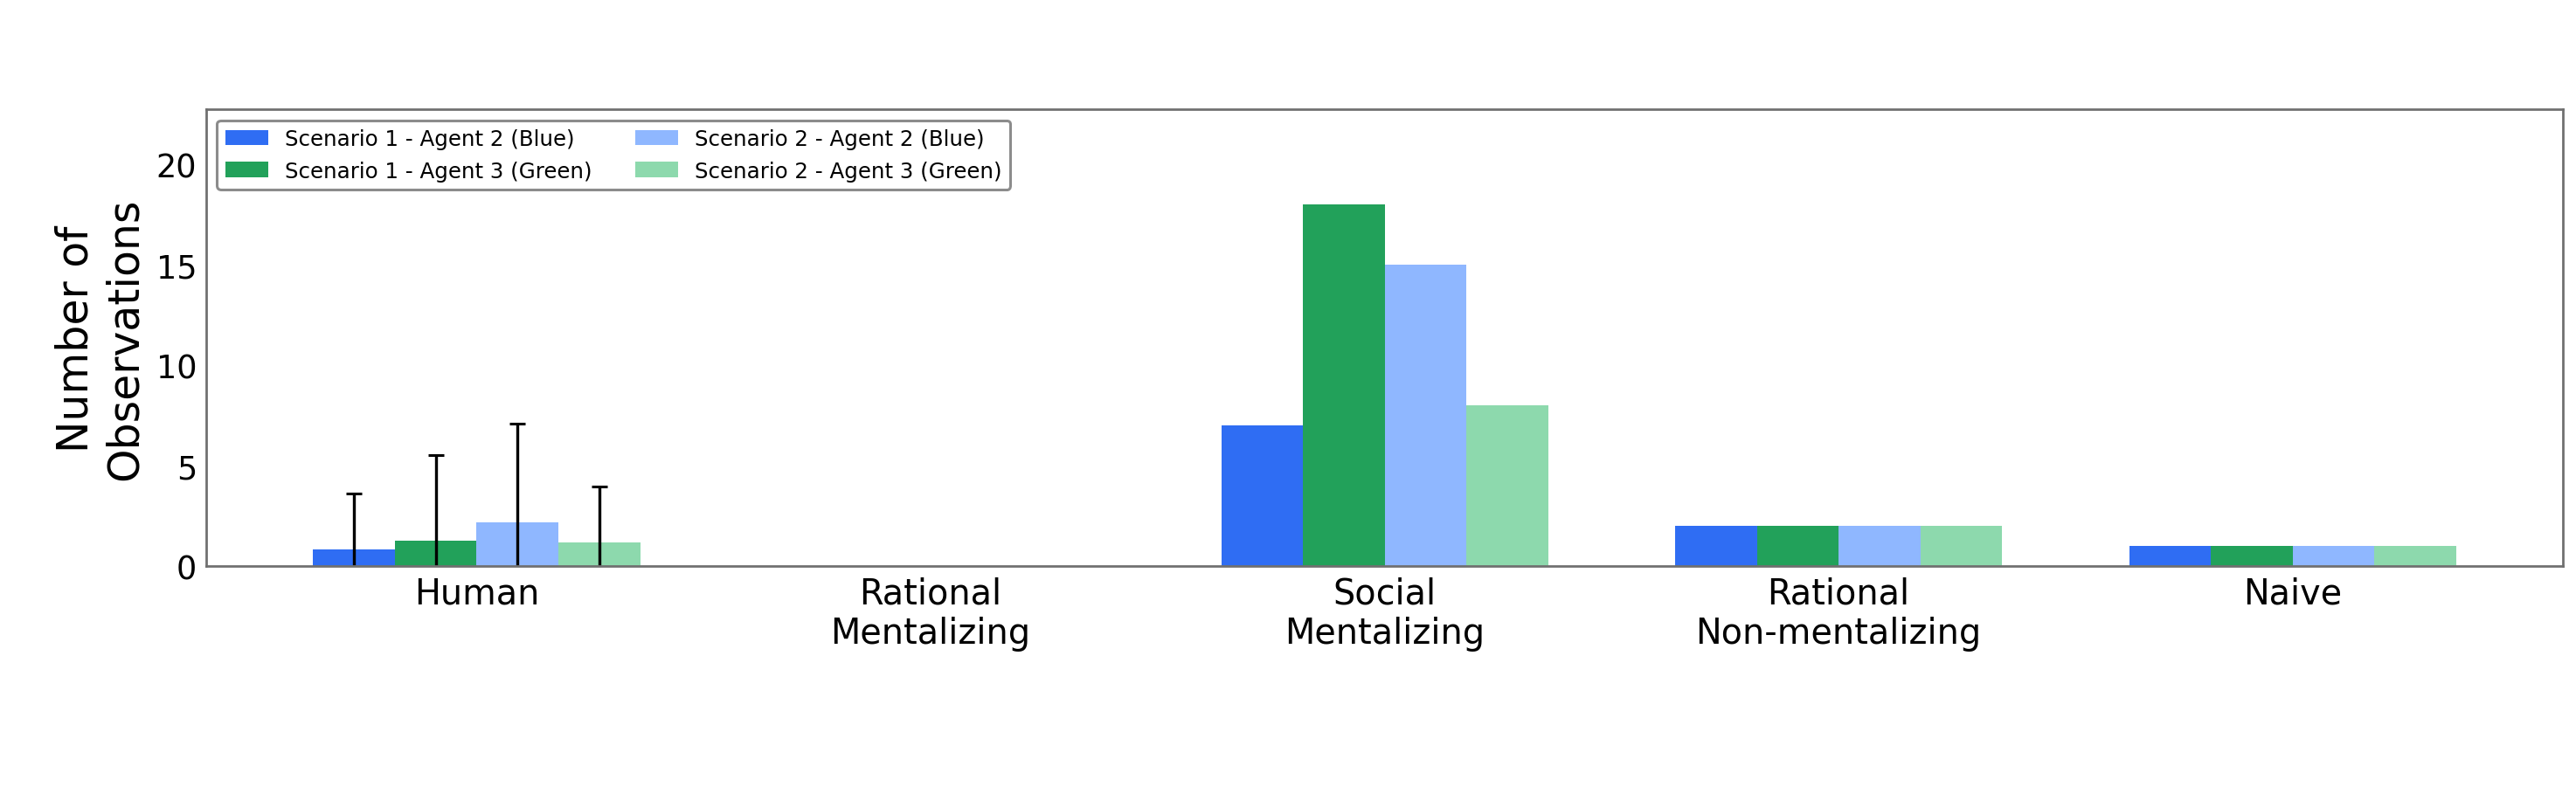 Scenario 1 - Agent 2 (Blue)
Scenario 1 - Agent 3 (Green)
Scenario 2 - Agent 2 (Blue)
Scenario 2 - Agent 3 (Green)
Number of
Observations
20
15
10
5
0
Human
Rational
Mentalizing
Social
Mentalizing
Rational
Non-mentalizing
Naive